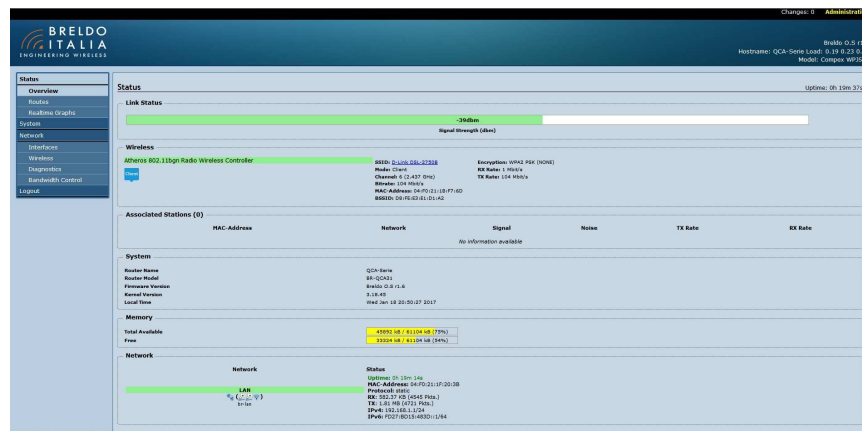 Changes: 0 Administrati
BRELDO
ITALIA
ENGINEERING WIRELESS
Breldo O.S r1
Hostname: QCA-Serie Load: 0.19 0.23 0.
Model: Compex WPJ5
Status
Overview
Routes
Realtime Graphs
System
Network
Interfaces
Wireless
Diagnostics
Bandwidth Control
Logout
Status
Uptime: 0h 19m 37s
Link Status
-39dbm
Signal Strength (dbm)
Wireless
Atheros 802.11bgn Radio Wireless Controller
Client
SSID: D-Link DSL-3750B
Mode: Client
Channel: 6 (2.437 GHz)
Bitrate: 104 Mbit/s
MAC-Address: 04:F0:21:1B:F7:6D
BSSID: D8:FE:E3:E1:D1:A2
Encryption: WPA2 PSK (NONE)
RX Rate: 1 Mbit/s
TX Rate: 104 Mbit/s
Associated Stations (0)
MAC-Address Network Signal Noise TX Rate RX Rate
No information available
System
Router Name QCA-Serie
Router Model BR-QCA31
Firmware Version Breldo O.S r1.6
Kernel Version 3.18.45
Local Time Wed Jan 18 20:50:27 2017
Memory
Total Available 45892 kB / 61104 kB (75%)
Free 33324 kB / 61104 kB (54%)
Network
Network Status
LAN
br-lan
Uptime: 0h 19m 14s
MAC-Address: 04:F0:21:1F:20:3B
Protocol: static
RX: 582.37 KB (4545 Pkts.)
TX: 1.81 MB (4721 Pkts.)
IPv4: 192.168.1.1/24
IPv6: FD27:BD15:483D::1/64